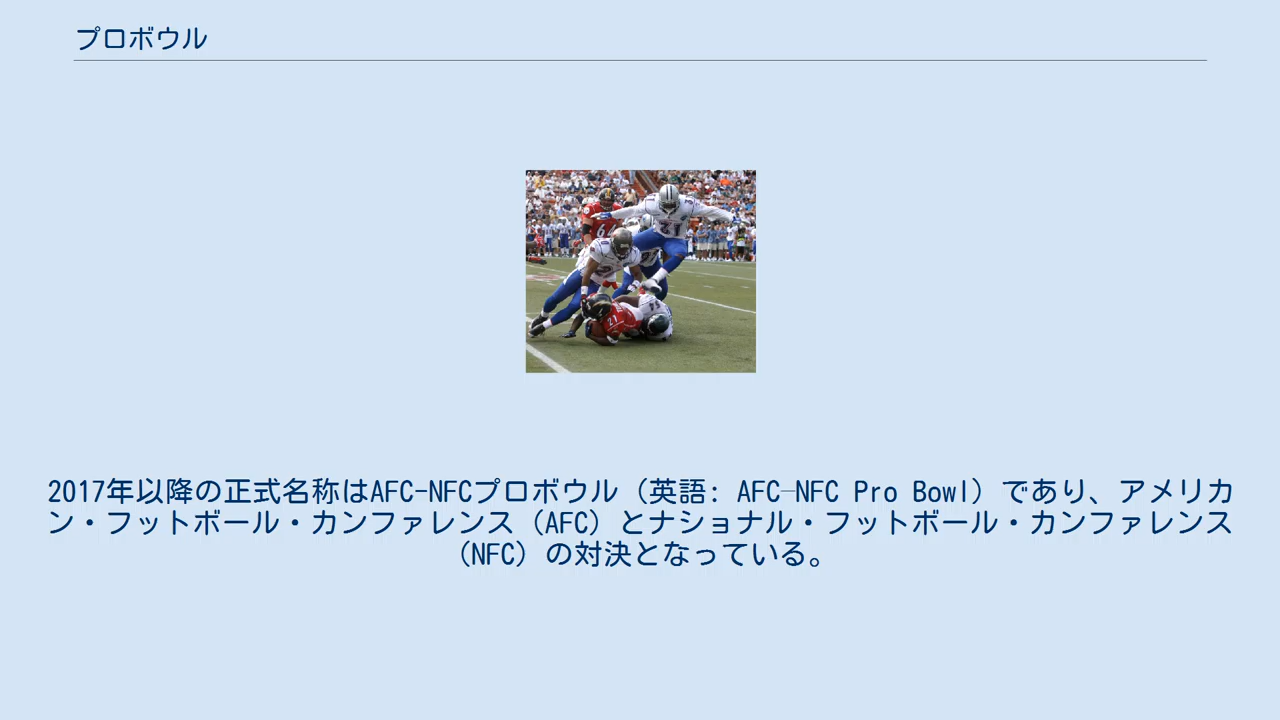 プロボウル
2017年以降の正式名称はAFC-NFCプロボウル（英語: AFC–NFC Pro Bowl）であり、アメリカ
ン・フットボール・カンファレンス（AFC）とナショナル・フットボール・カンファレンス
（NFC）の対決となっている。
64
21
21